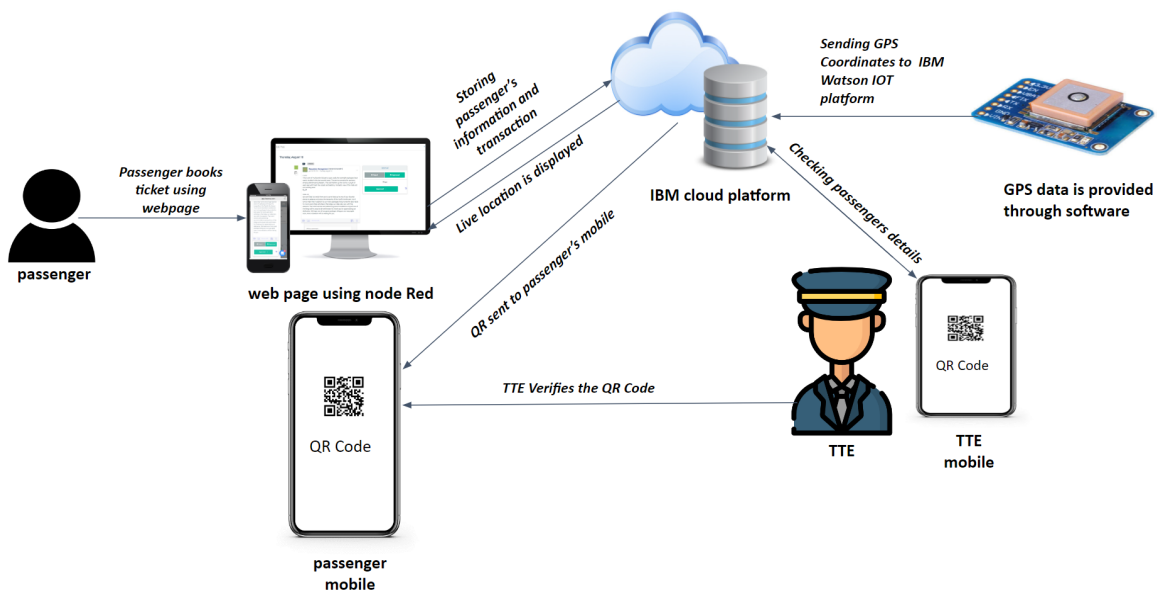 Passenger books
ticket using
webpage
passenger
web page using node Red
Storing
passenger's
information and
transaction
Live location is displayed
QR sent to passenger's mobile
IBM cloud platform
Sending GPS
Coordinates to IBM
Watson IOT
platform
GPS data is provided
through software
Checking passengers details
TTE Verifies the QR Code
QR Code
passenger
mobile
TTE
QR Code
TTE
mobile